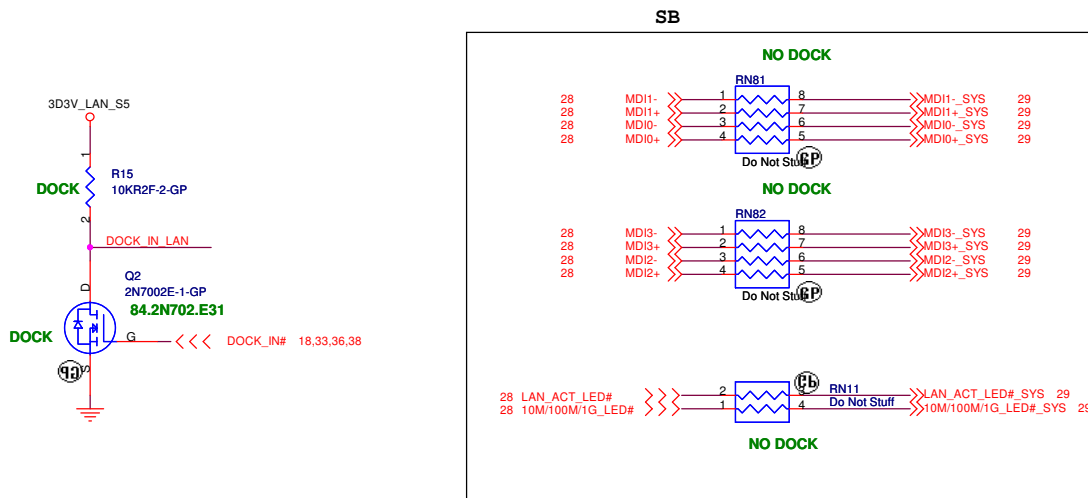 SB
3D3V_LAN_S5
1
DOCK
R15
10KR2F-2-GP
2
DOCK_IN_LAN
D
Q2
2N7002E-1-GP
84.2N702.E31
DOCK
G
DOCK_IN# 18,33,36,38
S
GP
NO DOCK
RN81
28 MDI1- 1 8 MDI1-_SYS 29
28 MDI1+ 2 7 MDI1+_SYS 29
28 MDI0- 3 6 MDI0-_SYS 29
28 MDI0+ 4 5 MDI0+_SYS 29
Do Not Stuff GP
NO DOCK
RN82
28 MDI3- 1 8 MDI3-_SYS 29
28 MDI3+ 2 7 MDI3+_SYS 29
28 MDI2- 3 6 MDI2-_SYS 29
28 MDI2+ 4 5 MDI2+_SYS 29
Do Not Stuff GP
GP
RN11
28 LAN_ACT_LED# 2 3 LAN_ACT_LED#_SYS 29
Do Not Stuff
28 10M/100M/1G_LED# 1 4 10M/100M/1G_LED#_SYS 29
NO DOCK